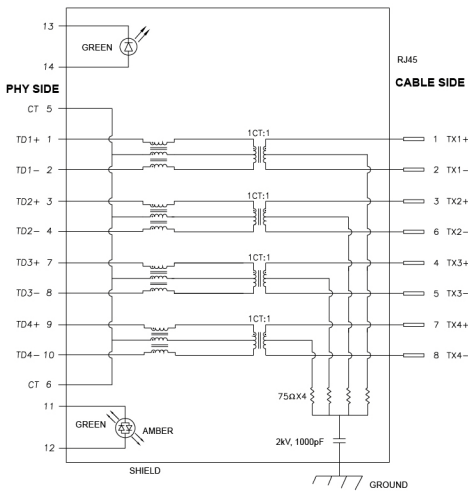 13
GREEN
14
RJ45
PHY SIDE
CABLE SIDE
CT 5
1CT:1
TD1+ 1
1 TX1+
TD1- 2
2 TX1-
1CT:1
TD2+ 3
3 TX2+
TD2- 4
6 TX2-
1CT:1
TD3+ 7
4 TX3+
TD3- 8
5 TX3-
1CT:1
TD4+ 9
7 TX4+
TD4- 10
8 TX4-
CT 6
75ΩX4
11
GREEN
AMBER
12
2kV, 1000pF
SHIELD
GROUND